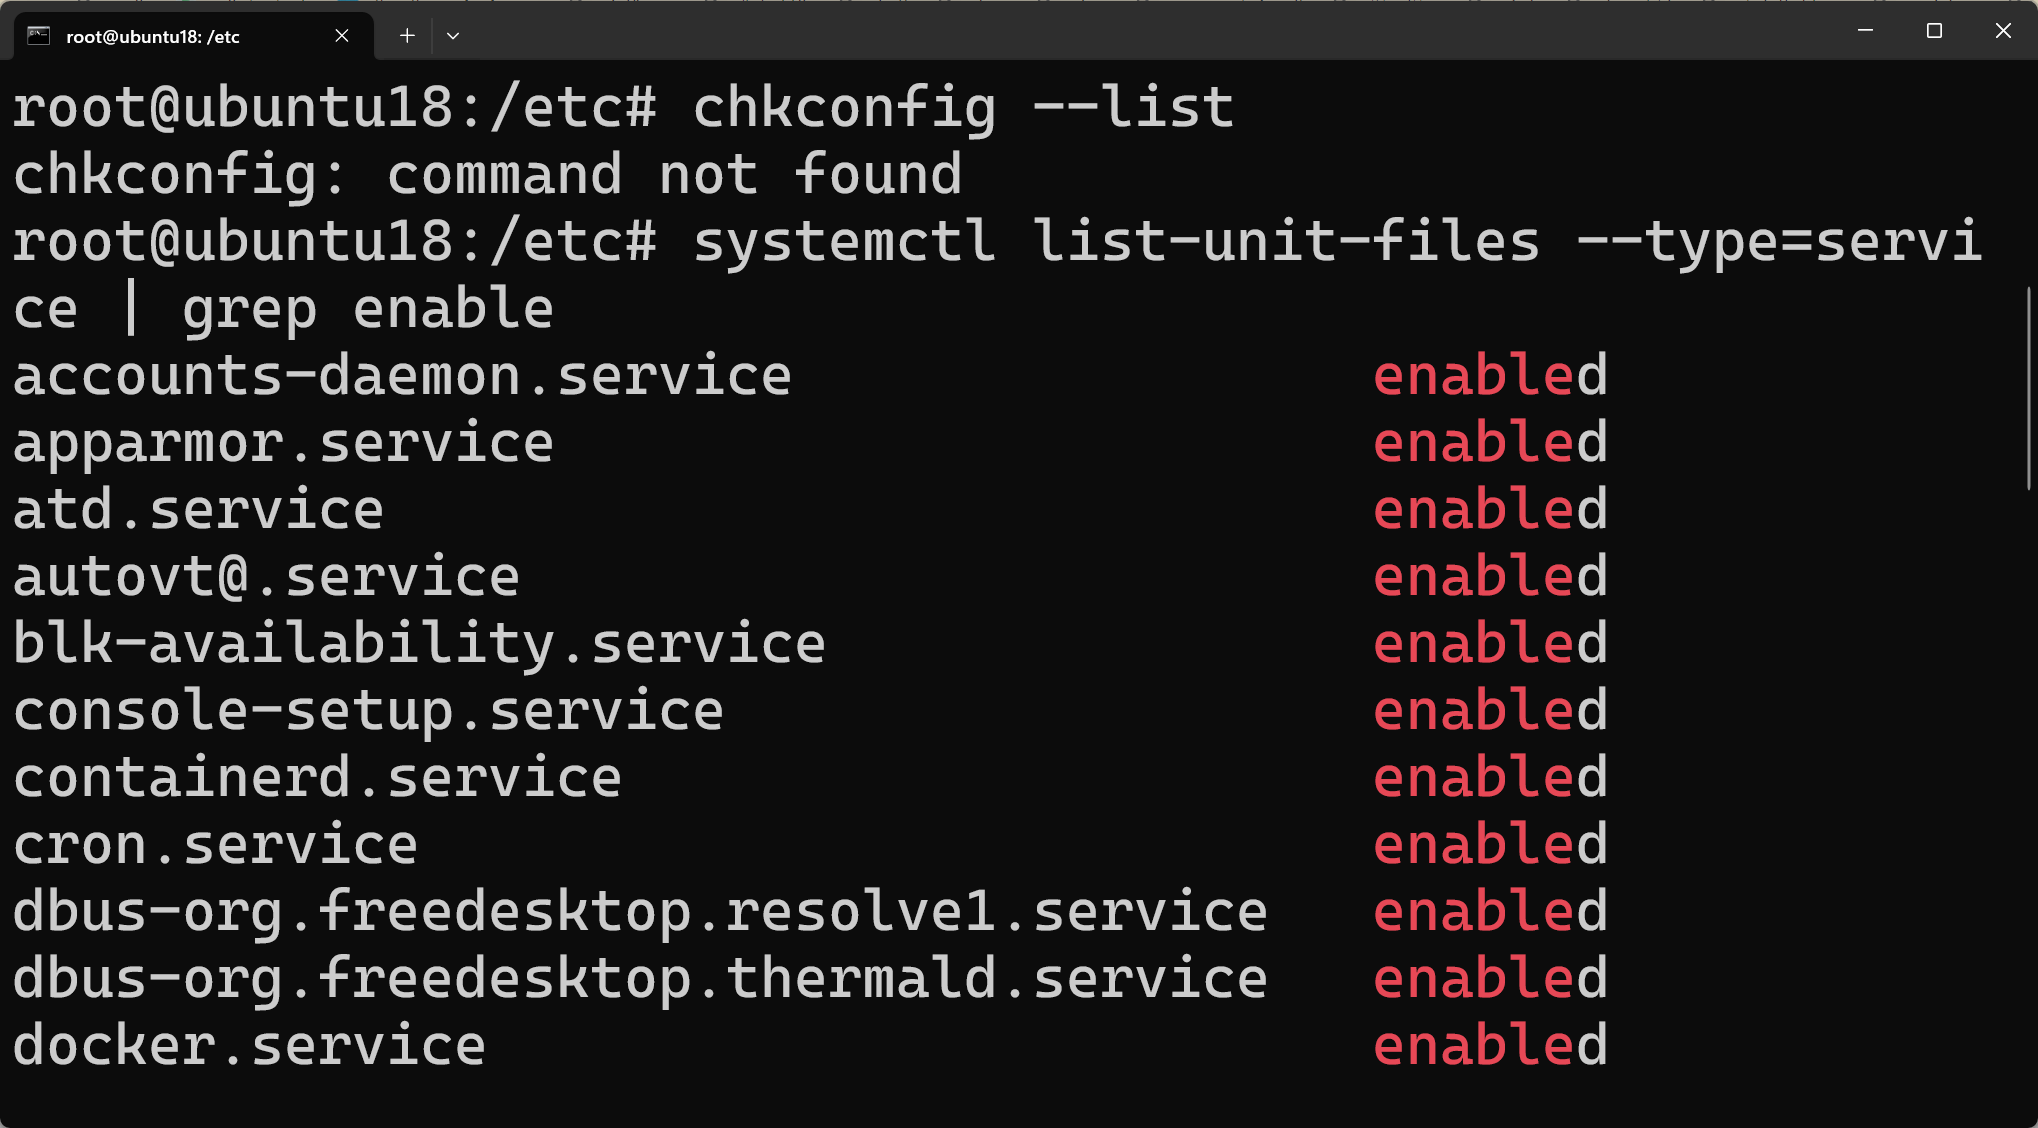 root@ubuntu18: /etc
root@ubuntu18:/etc# chkconfig --list
chkconfig: command not found
root@ubuntu18:/etc# systemctl list-unit-files --type=servi
ce | grep enable
accounts-daemon.service enabled
apparmor.service enabled
atd.service enabled
autovt@.service enabled
blk-availability.service enabled
console-setup.service enabled
containerd.service enabled
cron.service enabled
dbus-org.freedesktop.resolve1.service enabled
dbus-org.freedesktop.thermald.service enabled
docker.service enabled